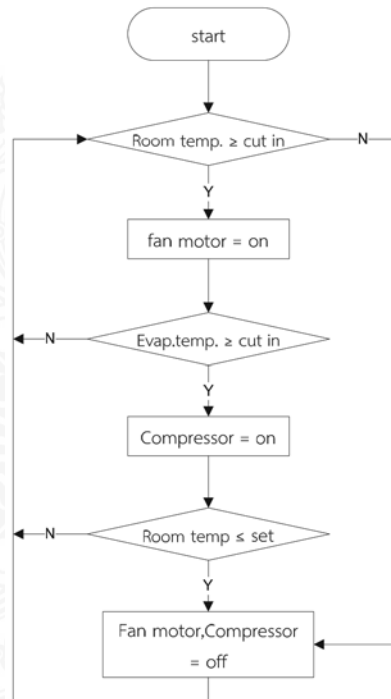 start
Room temp. ≥ cut in
N
Y
fan motor = on
N
Evap.temp. ≥ cut in
Y
Compressor = on
N
Room temp ≤ set
Y
Fan motor,Compressor
= off